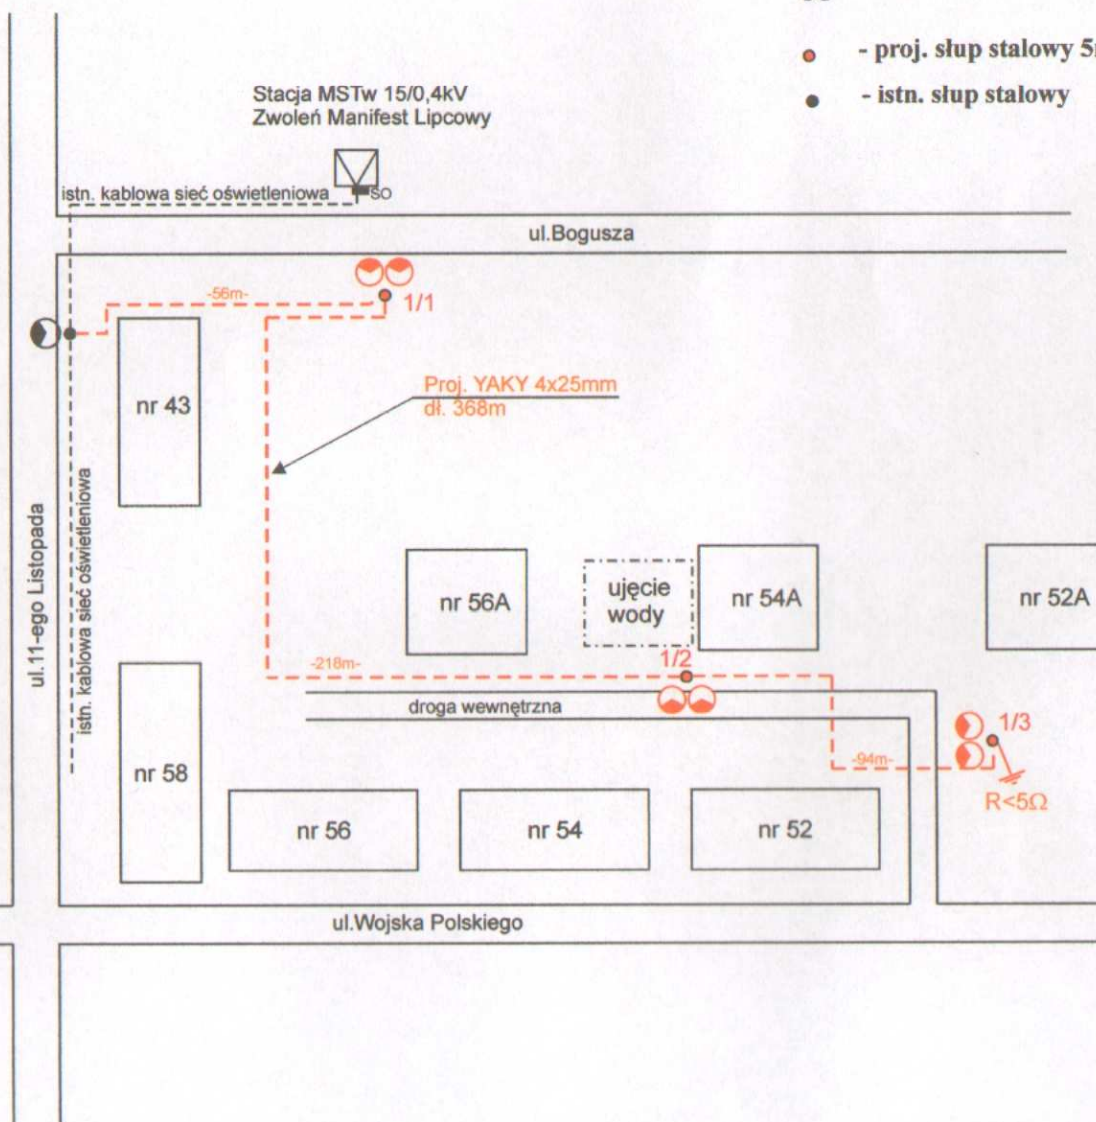 - proj. słup stalowy
- istn. słup stalowy
Stacja MSTw 15/0,4kV
Zwoleń Manifest Lipcowy
istn. kablowa sieć oświetleniowa
SO
ul.Bogusza
-56m-
1/1
Proj. YAKY 4x25mm
dł. 368m
nr 43
ul.11-ego Listopada
istn. kablowa sieć oświetleniowa
nr 56A
ujęcie
wody
nr 54A
nr 52A
-218m-
1/2
droga wewnętrzna
1/3
-94m-
R<5Ω
nr 58
nr 56
nr 54
nr 52
ul.Wojska Polskiego